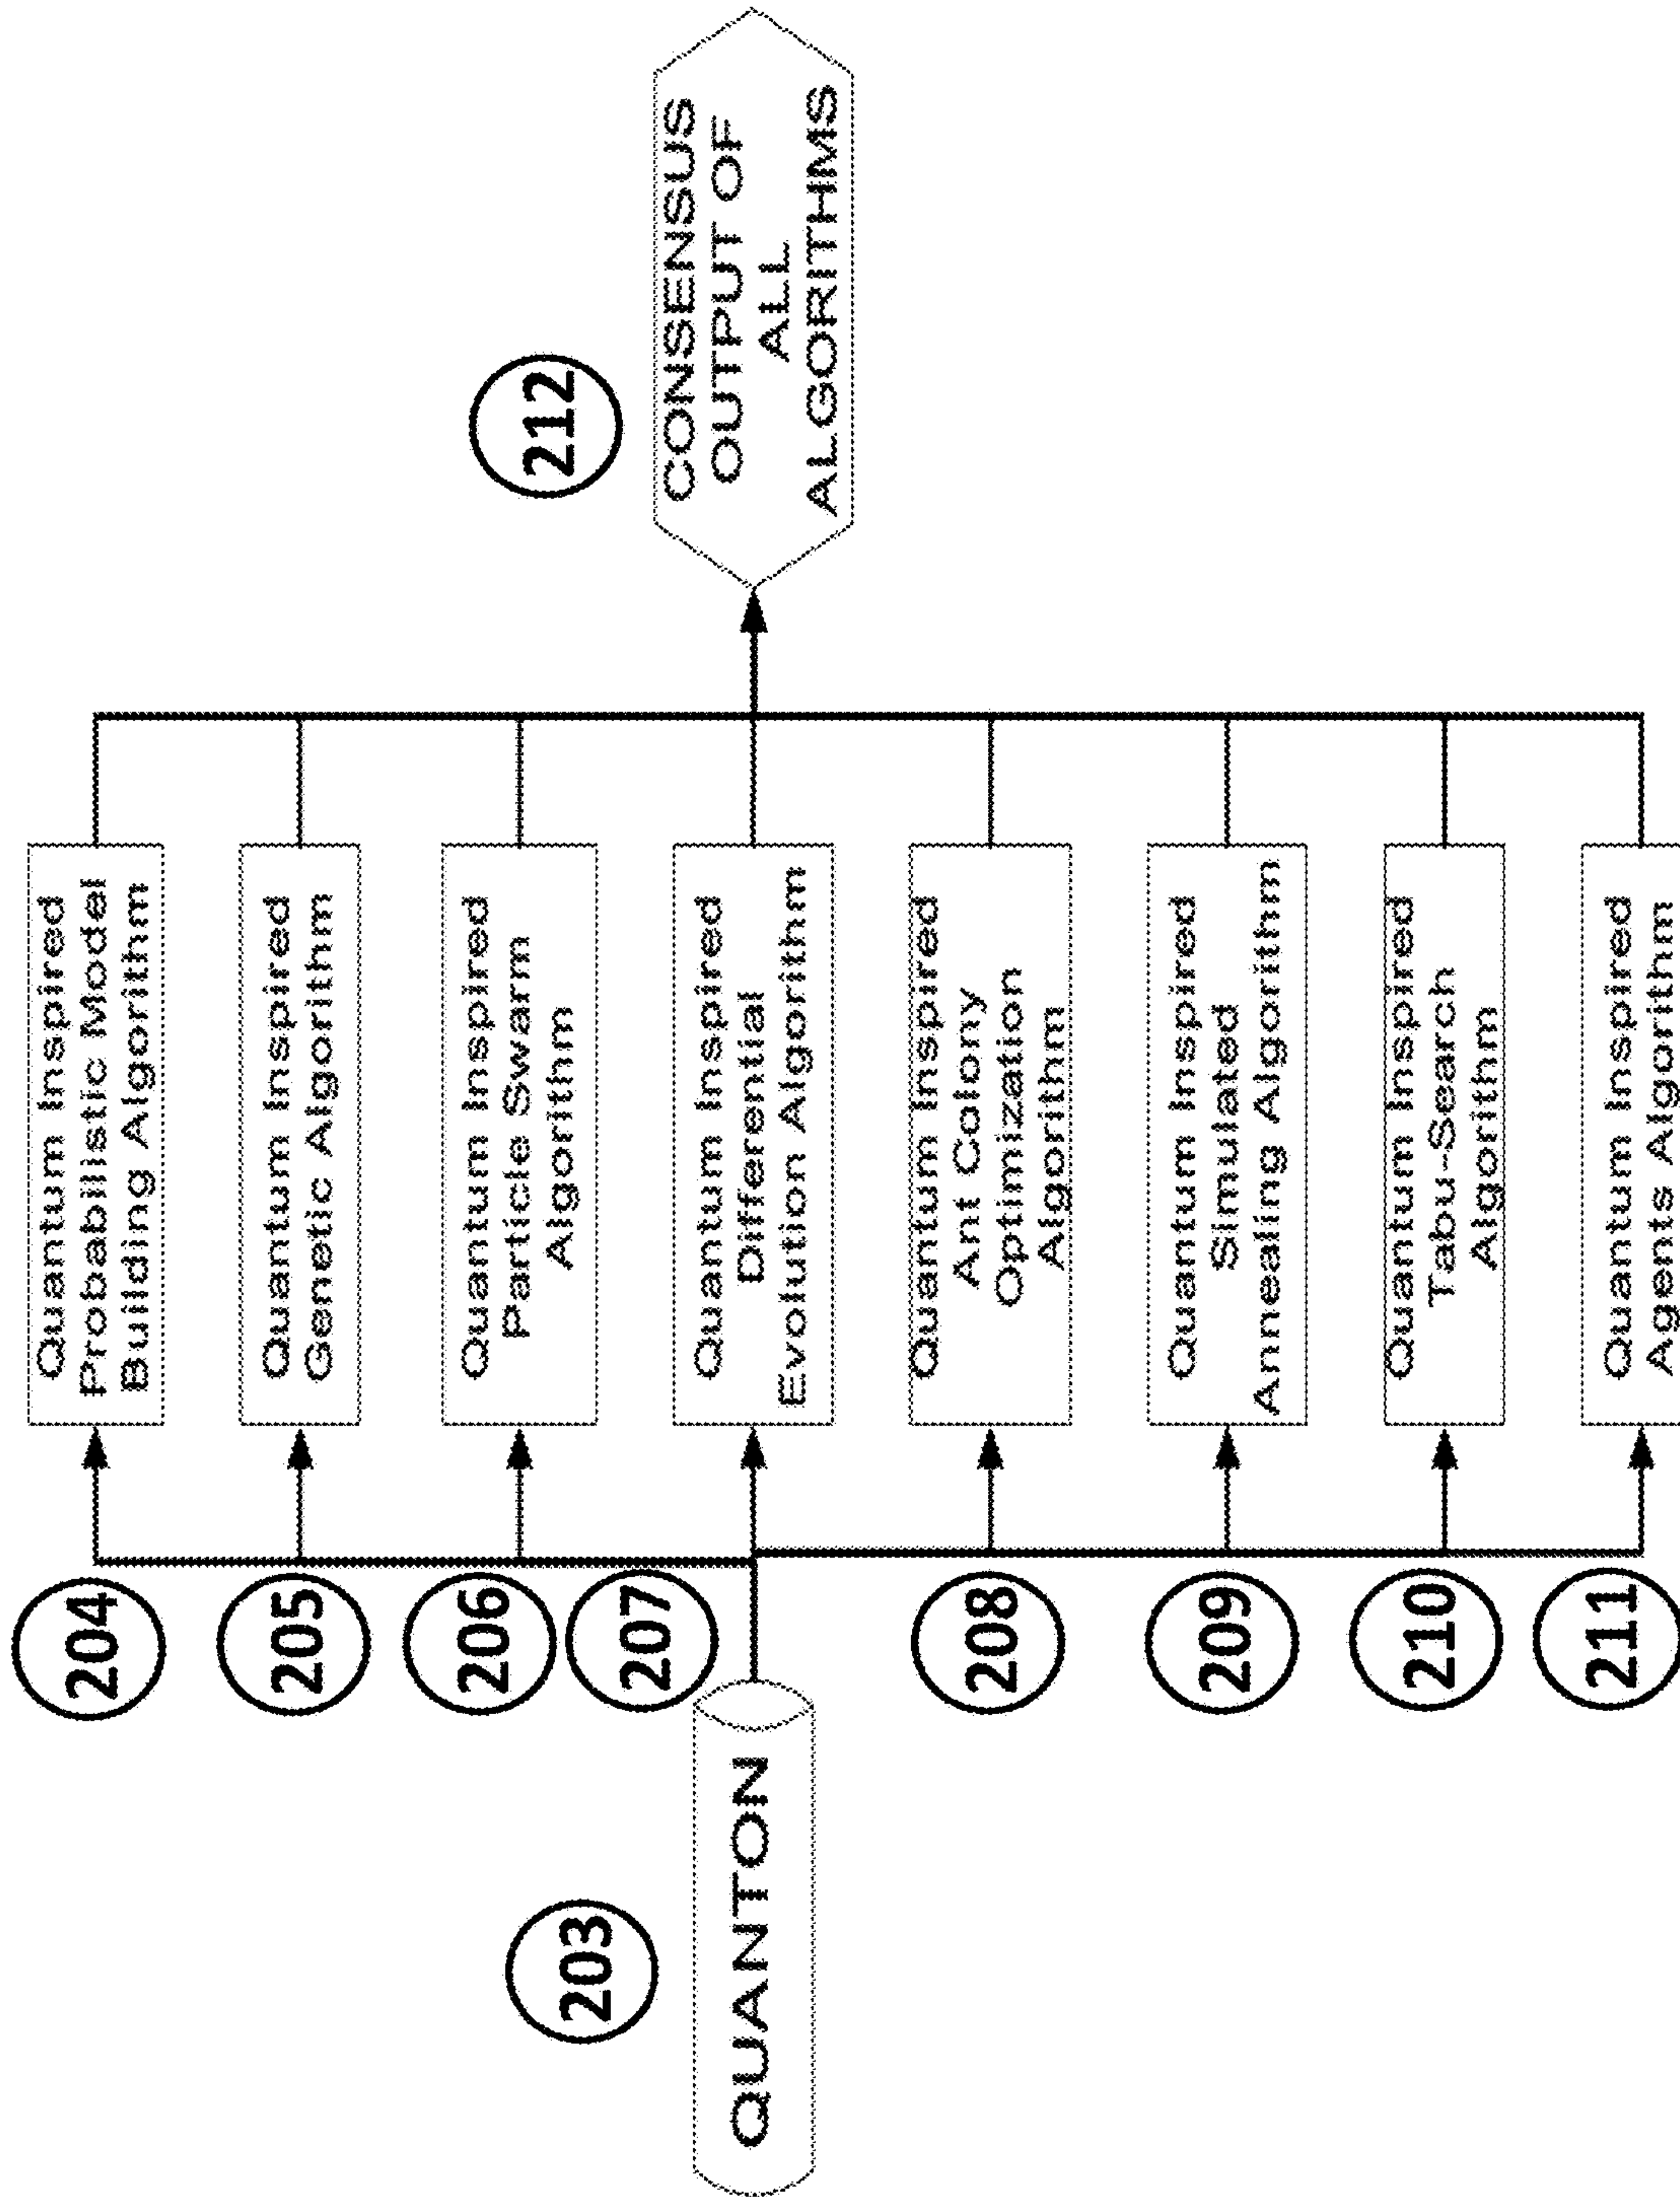 203
QUANTON
204
Quantum Inspired
Probabilistic Model
Building Algorithm
205
Quantum Inspired
Genetic Algorithm
206
Quantum Inspired
Particle Swarm
Algorithm
207
Quantum Inspired
Differential
Evolution Algorithm
208
Quantum Inspired
Ant Colony
Optimization
Algorithm
209
Quantum Inspired
Simulated
Annealing Algorithm
210
Quantum Inspired
Tabu-Search
Algorithm
211
Quantum Inspired
Agents Algorithm
212
CONSENSUS
OUTPUT OF
ALL
ALGORITHMS